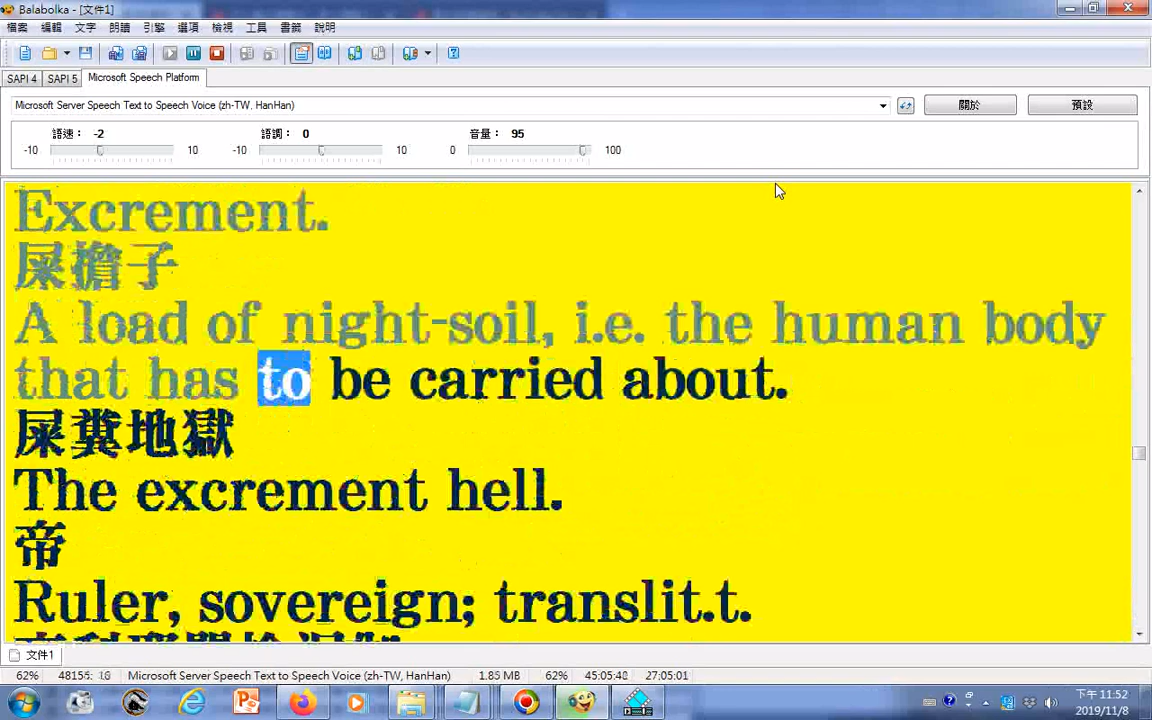 Balabolka - [文件1]
檔案 編輯 文字 朗讀 引擎 選項 檢視 工具 書籤 說明
SAPI 4 SAPI 5 Microsoft Speech Platform
Microsoft Server Speech Text to Speech Voice (zh-TW, HanHan) 關於 預設
語速： -2 語調： 0 音量： 95
-10 10 -10 10 0 100
Excrement.
屎擔子
A load of night-soil, i.e. the human body
that has to be carried about.
屎糞地獄
The excrement hell.
帝
Ruler, sovereign; translit.t.
文件1
62% Microsoft Server Speech Text to Speech Voice (zh-TW, HanHan) 1.85 MB 62% 45:05:48 27:05:01
下午 11:52
2019/11/8